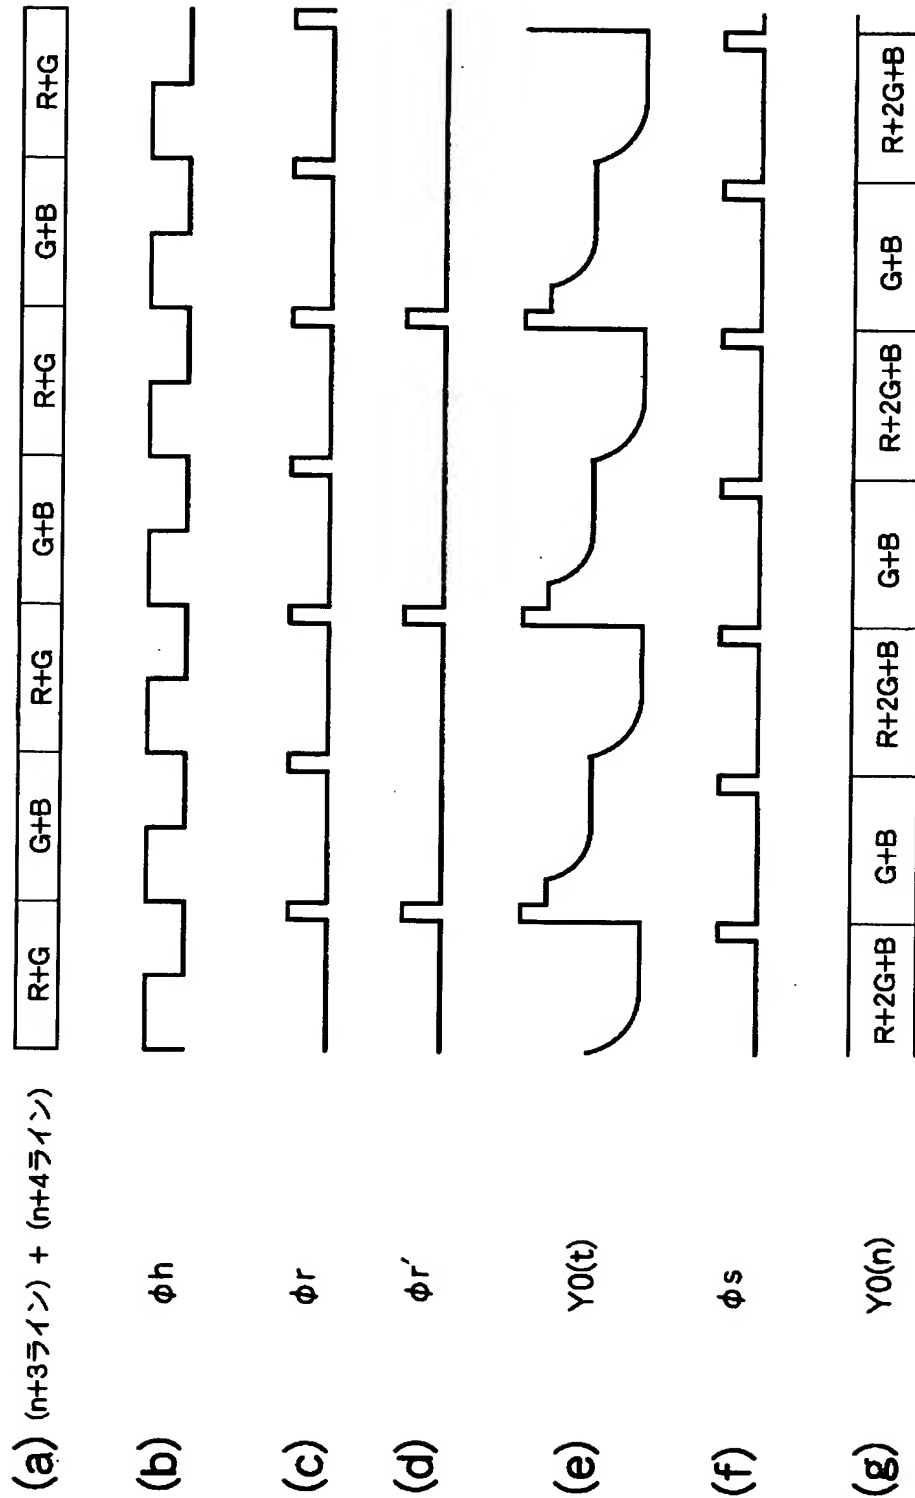 (a) (n+3ライン) + (n+4ライン) R+G G+B R+G G+B R+G G+B R+G
(b) φh
(c) φr
(d) φr′
(e) Y0(t)
(f) φs
(g) Y0(n) R+2G+B G+B R+2G+B G+B R+2G+B G+B R+2G+B